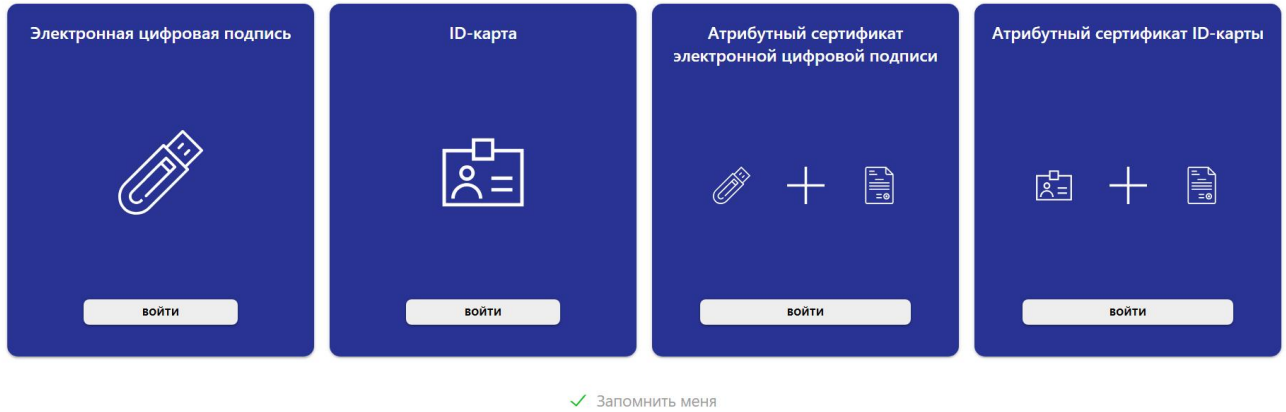 Электронная цифровая подпись
ВОЙТИ
ID-карта
ВОЙТИ
Атрибутный сертификат
электронной цифровой подписи
ВОЙТИ
Атрибутный сертификат ID-карты
ВОЙТИ
Запомнить меня